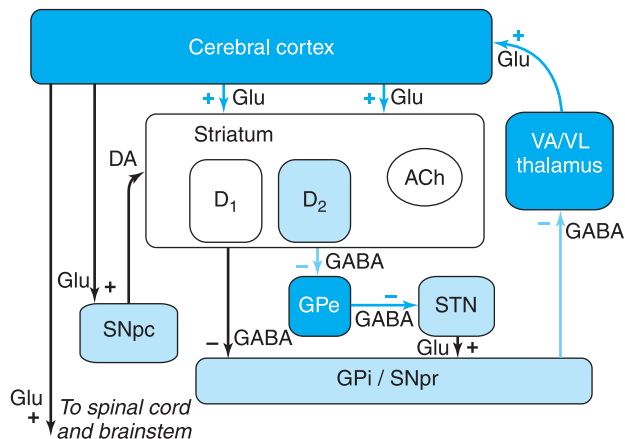 Cerebral cortex
+
Glu
+ Glu
+ Glu
VA/VL
thalamus
Striatum
DA
D1
D2
ACh
– GABA
– GABA
Glu +
GPe
–
GABA
STN
SNpc
– GABA
Glu +
GPi / SNpr
Glu
+
To spinal cord
and brainstem